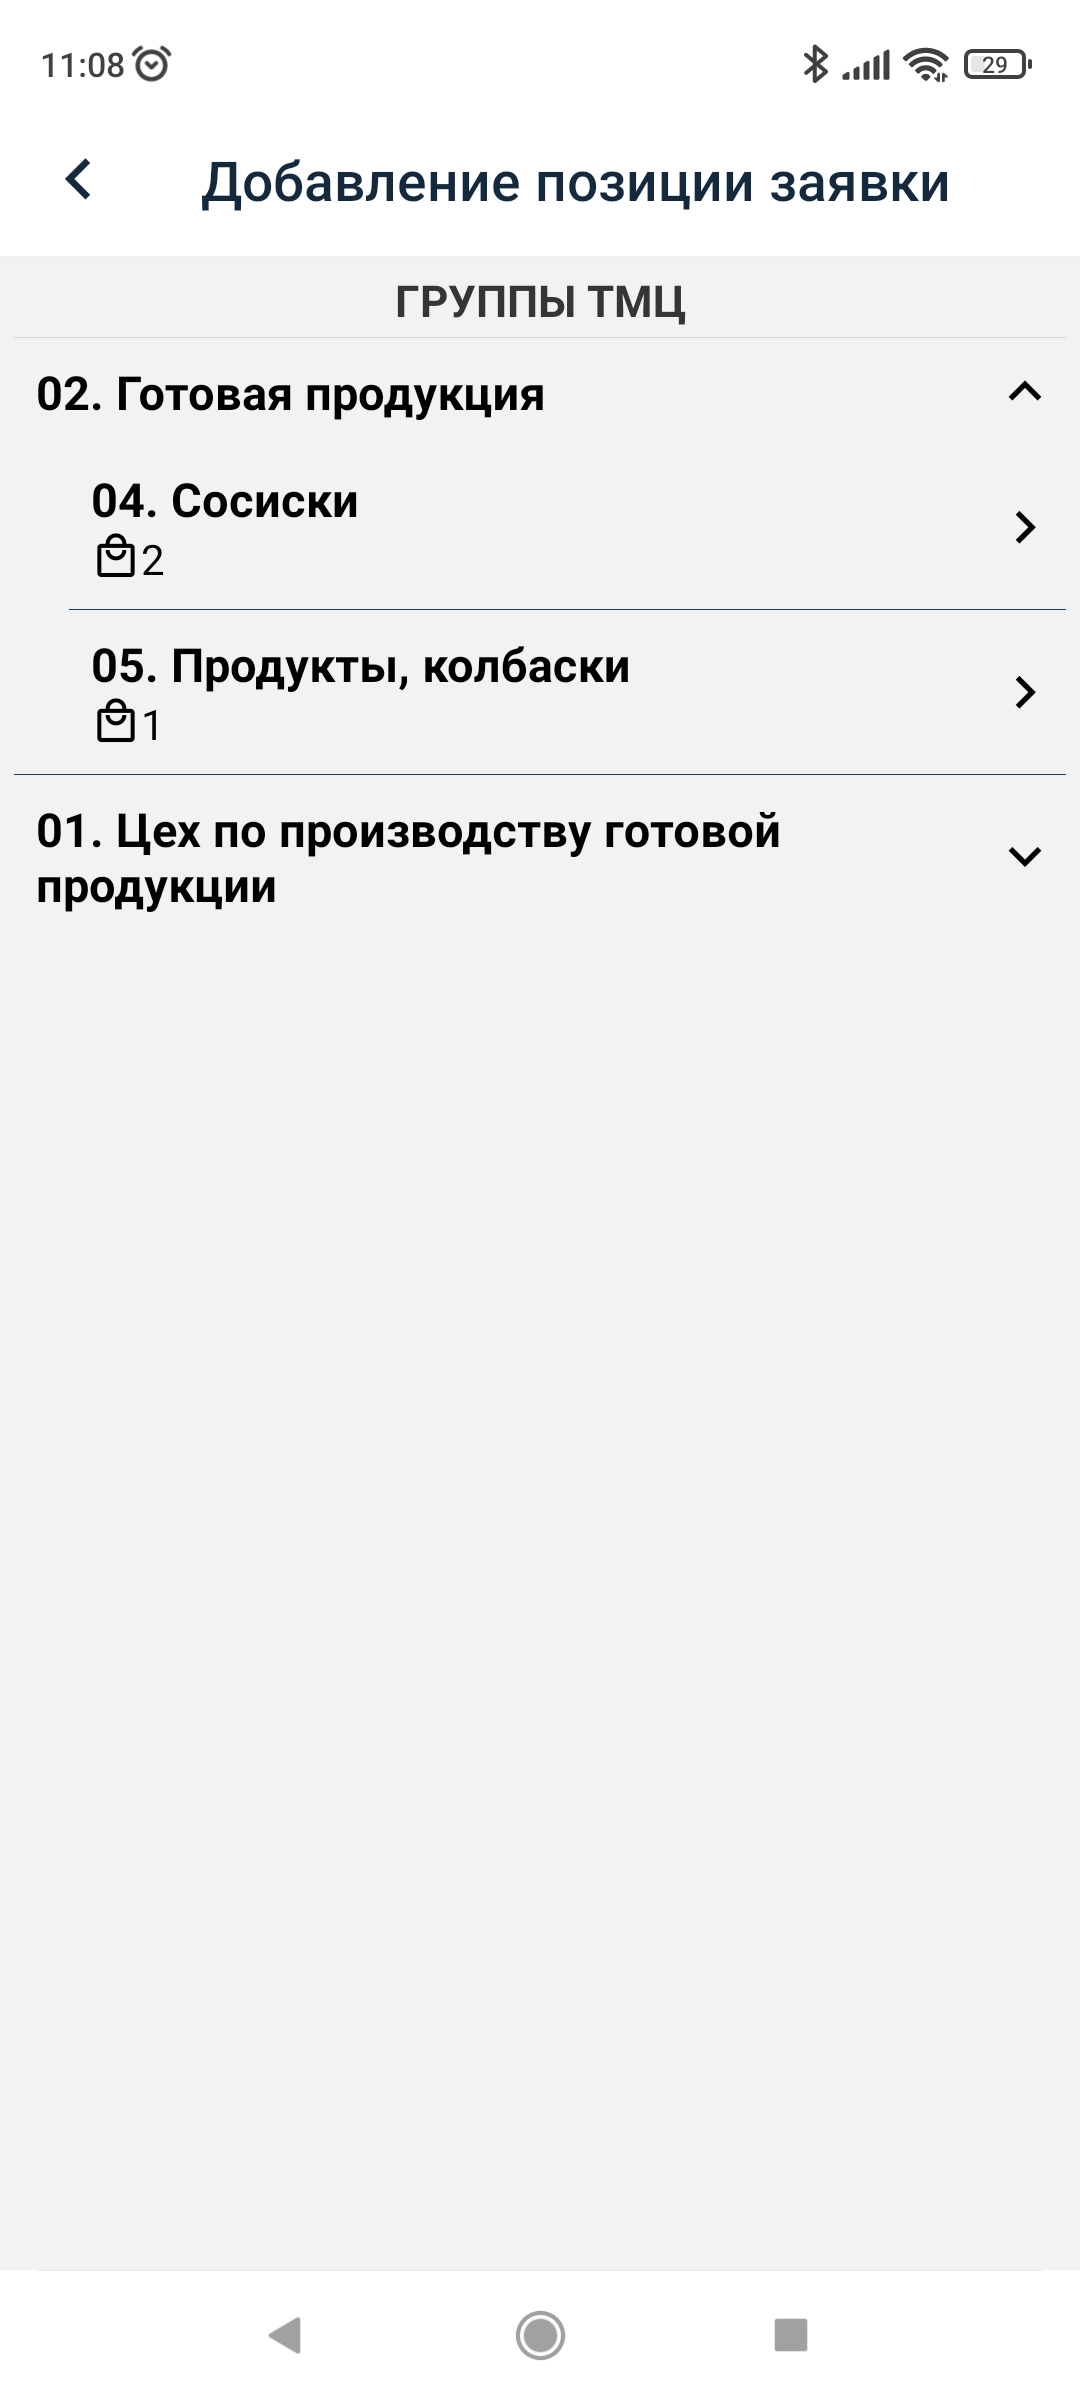 11:08
29
Добавление позиции заявки
ГРУППЫ ТМЦ
02. Готовая продукция
04. Сосиски
2
05. Продукты, колбаски
1
01. Цех по производству готовой
продукции